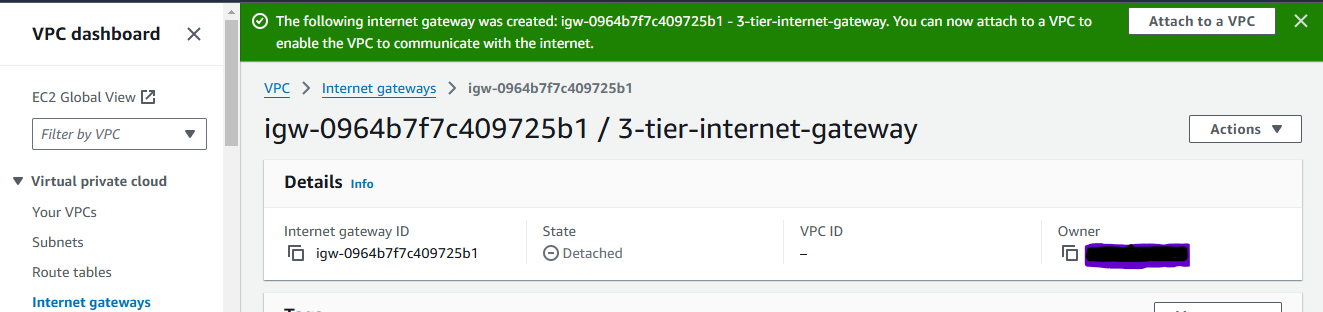 VPC dashboard
EC2 Global View
Filter by VPC
Virtual private cloud
Your VPCs
Subnets
Route tables
Internet gateways
The following internet gateway was created: igw-0964b7f7c409725b1 - 3-tier-internet-gateway. You can now attach to a VPC to
enable the VPC to communicate with the internet.
Attach to a VPC
VPC > Internet gateways > igw-0964b7f7c409725b1
igw-0964b7f7c409725b1 / 3-tier-internet-gateway
Actions
Details Info
Internet gateway ID
igw-0964b7f7c409725b1
State
Detached
VPC ID
–
Owner